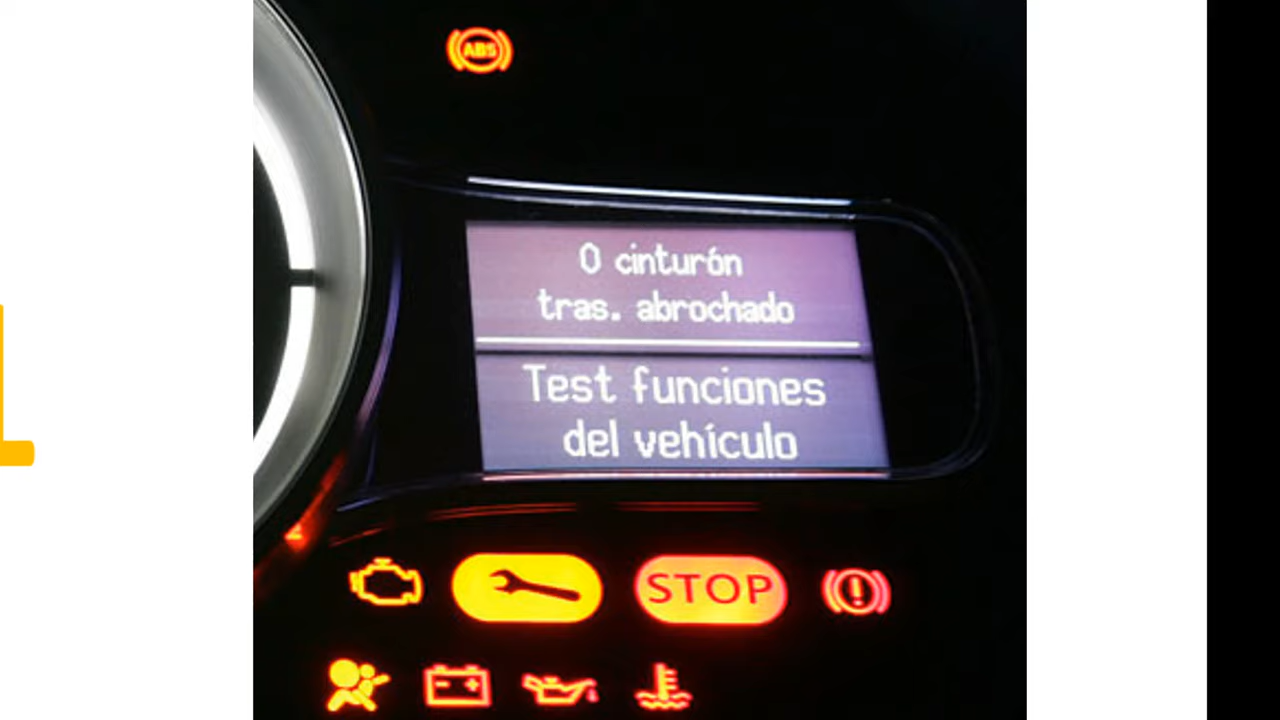 ABS
0 cinturón
tras. abrochado
Test funciones
del vehículo
STOP